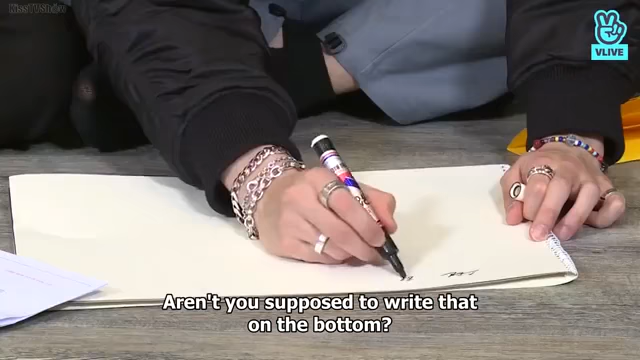 KissTVShow
VLIVE
Aren't you supposed to write that
on the bottom?